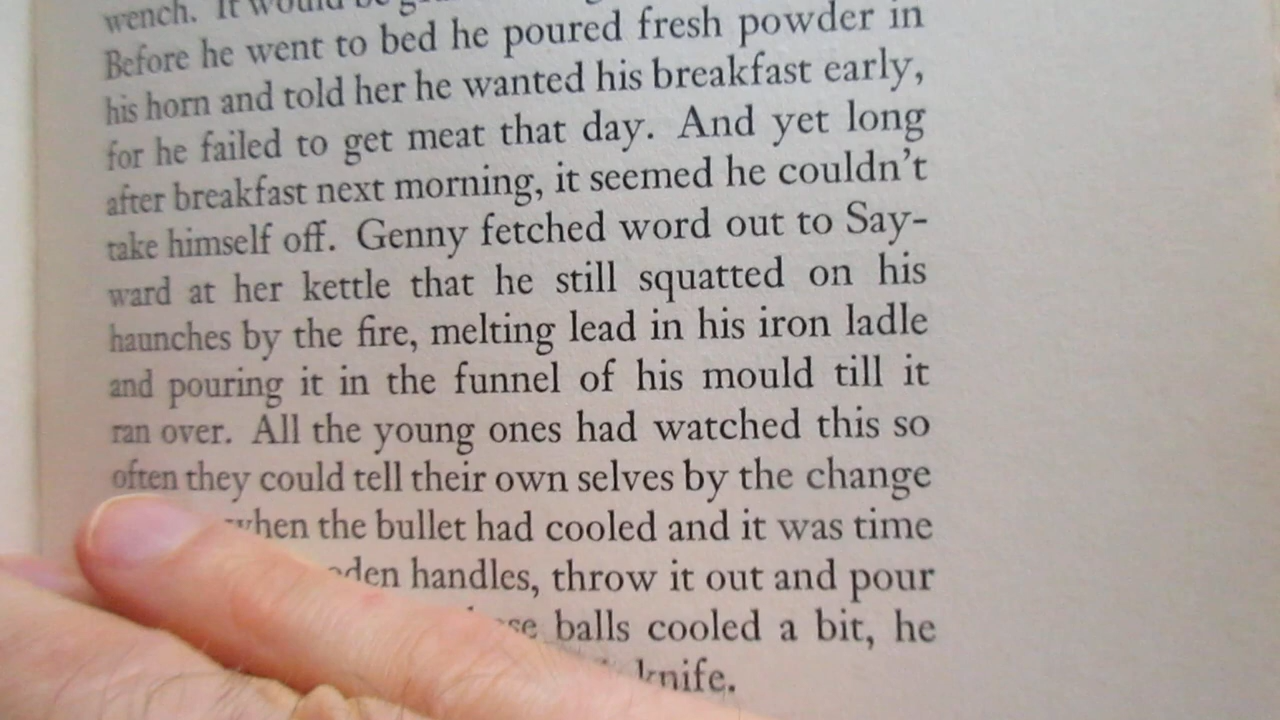 wench. It would be
Before he went to bed he poured fresh powder in
his horn and told her he wanted his breakfast early,
for he failed to get meat that day. And yet long
after breakfast next morning, it seemed he couldn't
take himself off. Genny fetched word out to Say-
ward at her kettle that he still squatted on his
haunches by the fire, melting lead in his iron ladle
and pouring it in the funnel of his mould till it
ran over. All the young ones had watched this so
often they could tell their own selves by the change
when the bullet had cooled and it was time
handles, throw it out and pour
balls cooled a bit, he
knife.